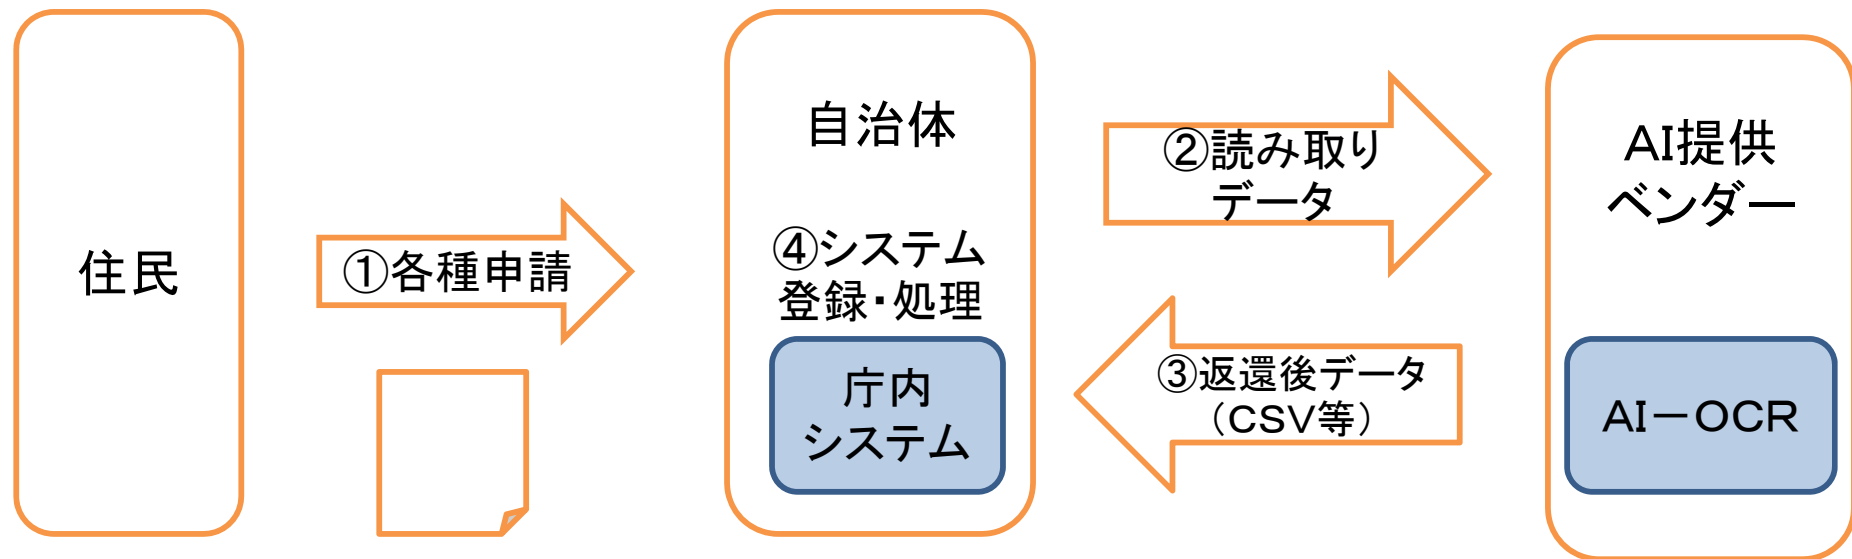 住民
①各種申請
自治体
④システム
登録・処理
庁内
システム
②読み取り
データ
③返還後データ
（ＣＳＶ等）
ＡＩ提供
ベンダー
ＡＩ－ＯＣＲ